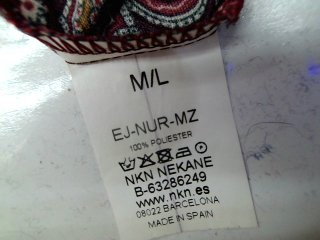 M/L
EJ-NUR-MZ
100% POLIESTER
NKN NEKANE
B-63286249
www.nkn.es
08022 BARCELONA
MADE IN SPAIN